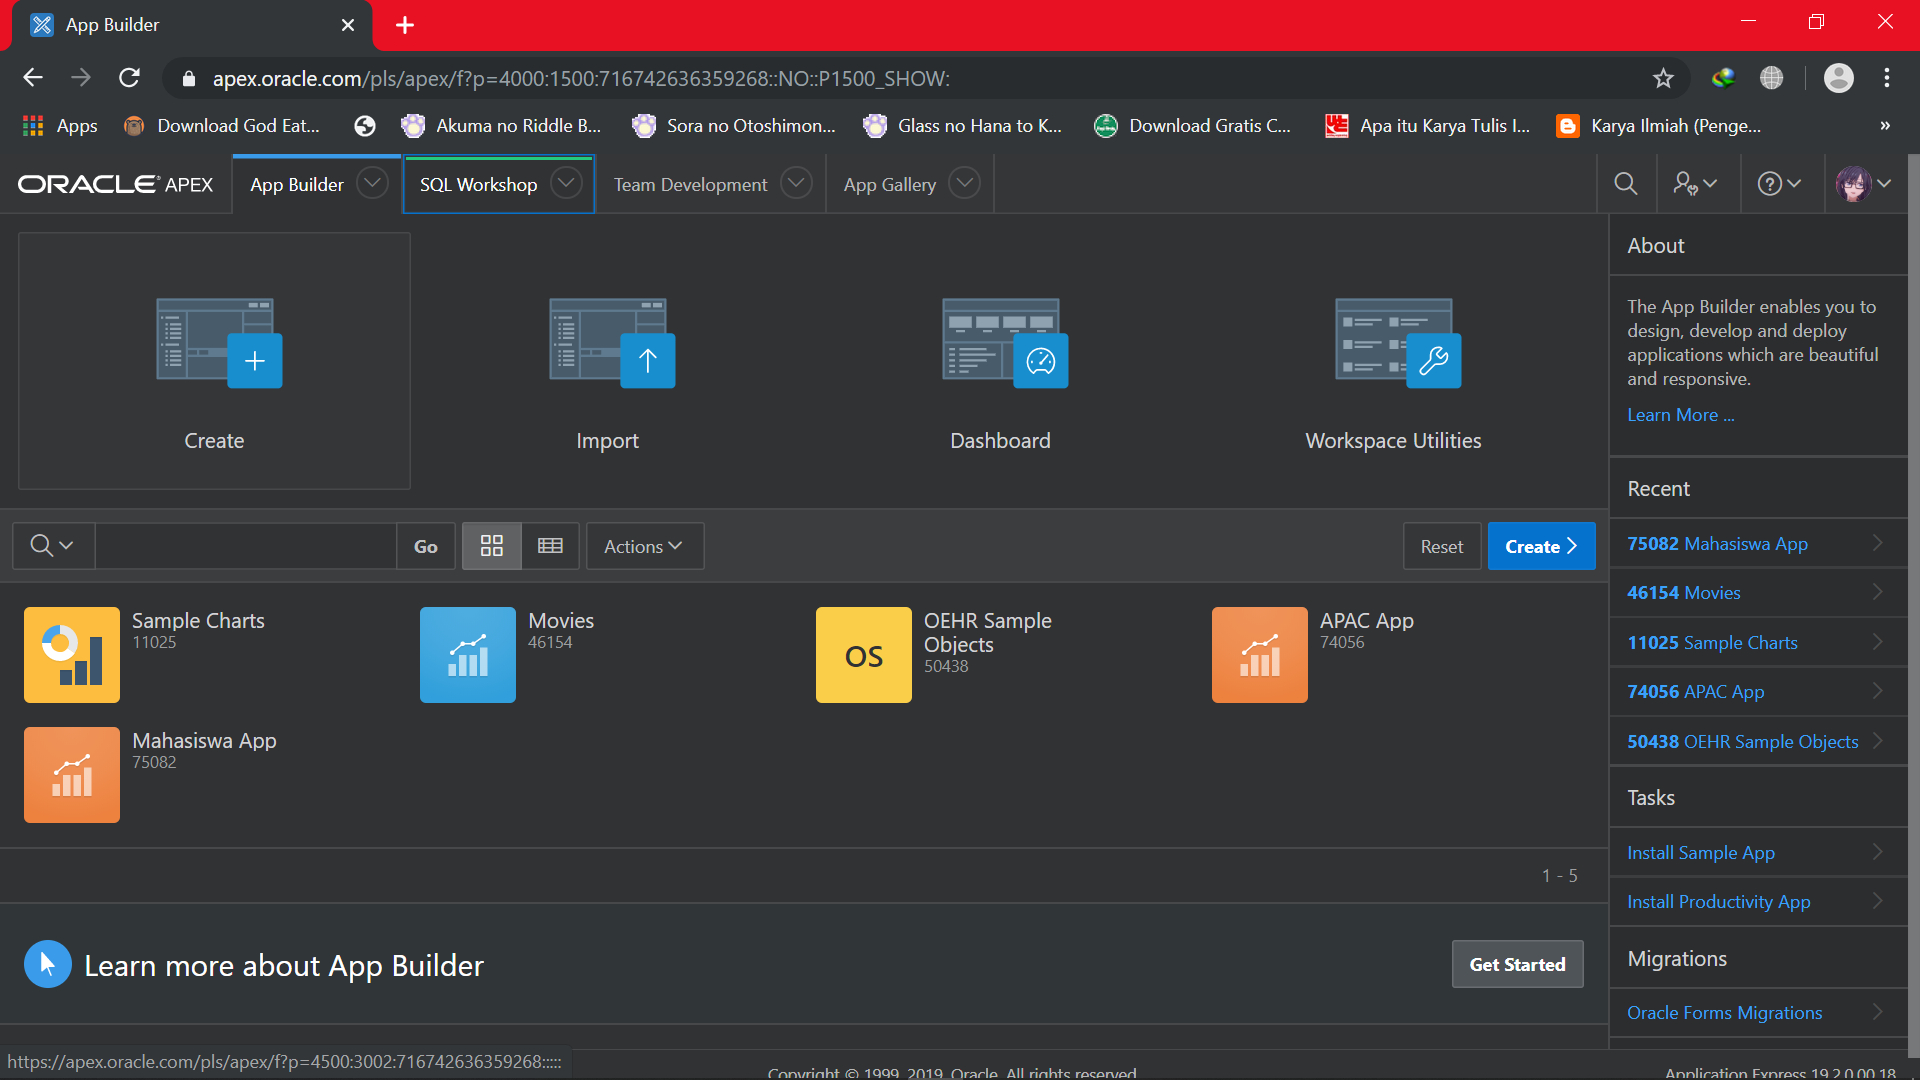 App Builder
apex.oracle.com/pls/apex/f?p=4000:1500:716742636359268::NO::P1500_SHOW:
Apps
Download God Eat...
Akuma no Riddle B...
Sora no Otoshimon...
Glass no Hana to K...
Download Gratis C...
Apa itu Karya Tulis I...
Karya Ilmiah (Penge...
»
ORACLE APEX
App Builder
SQL Workshop
Team Development
App Gallery
Create
Import
Dashboard
Workspace Utilities
Go
Actions
Reset
Create
Sample Charts
11025
Movies
46154
OS
OEHR Sample
Objects
50438
APAC App
74056
Mahasiswa App
75082
1 - 5
Learn more about App Builder
Get Started
About
The App Builder enables you to
design, develop and deploy
applications which are beautiful
and responsive.
Learn More ...
Recent
75082 Mahasiswa App
46154 Movies
11025 Sample Charts
74056 APAC App
50438 OEHR Sample Objects
Tasks
Install Sample App
Install Productivity App
Migrations
Oracle Forms Migrations
https://apex.oracle.com/pls/apex/f?p=4500:3002:716742636359268:::::
Copyright © 1999, 2019, Oracle. All rights reserved.
Application Express 19.2.0.00.18